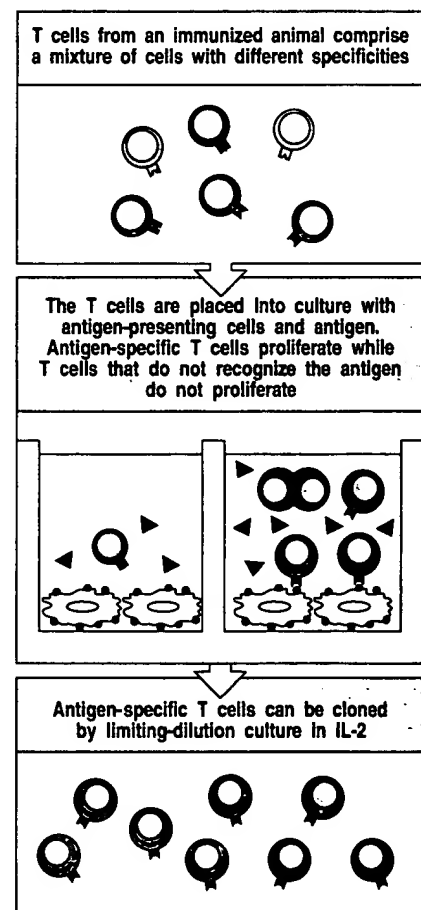 T cells from an immunized animal comprise
a mixture of cells with different specificities
The T cells are placed into culture with
antigen-presenting cells and antigen.
Antigen-specific T cells proliferate while
T cells that do not recognize the antigen
do not proliferate
Antigen-specific T cells can be cloned
by limiting-dilution culture in IL-2